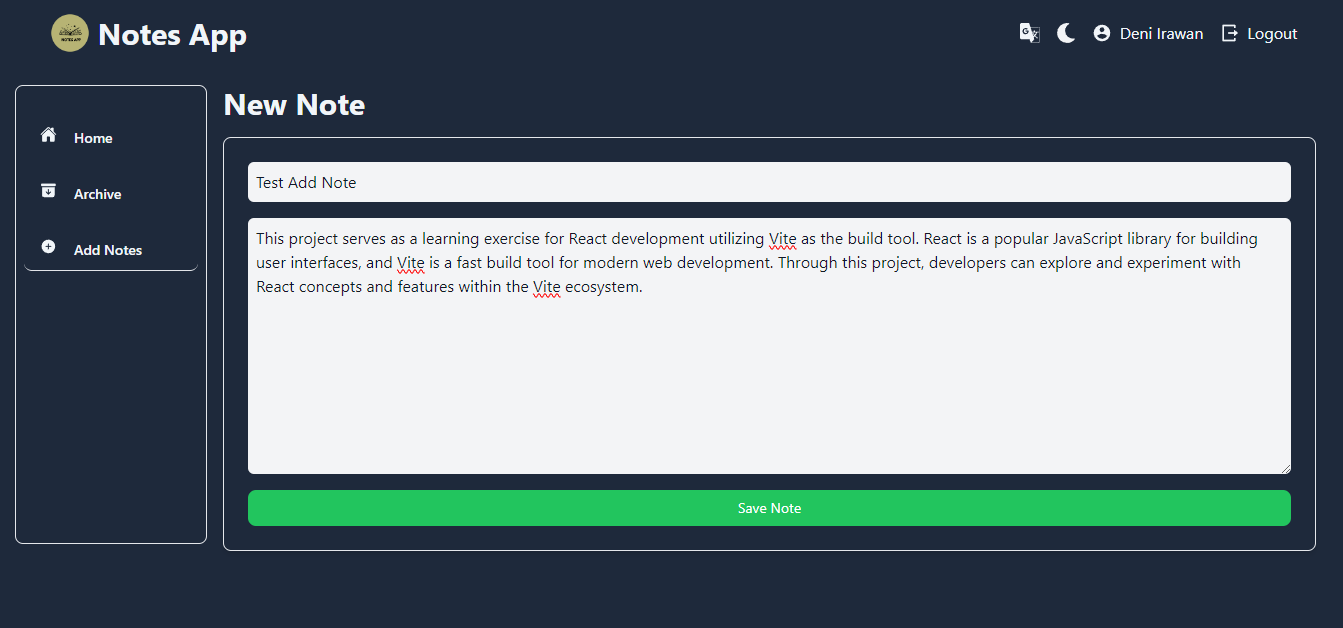 Notes App
Deni Irawan
Logout
Home
Archive
Add Notes
New Note
Test Add Note
This project serves as a learning exercise for React development utilizing Vite as the build tool. React is a popular JavaScript library for building
user interfaces, and Vite is a fast build tool for modern web development. Through this project, developers can explore and experiment with
React concepts and features within the Vite ecosystem.
Save Note